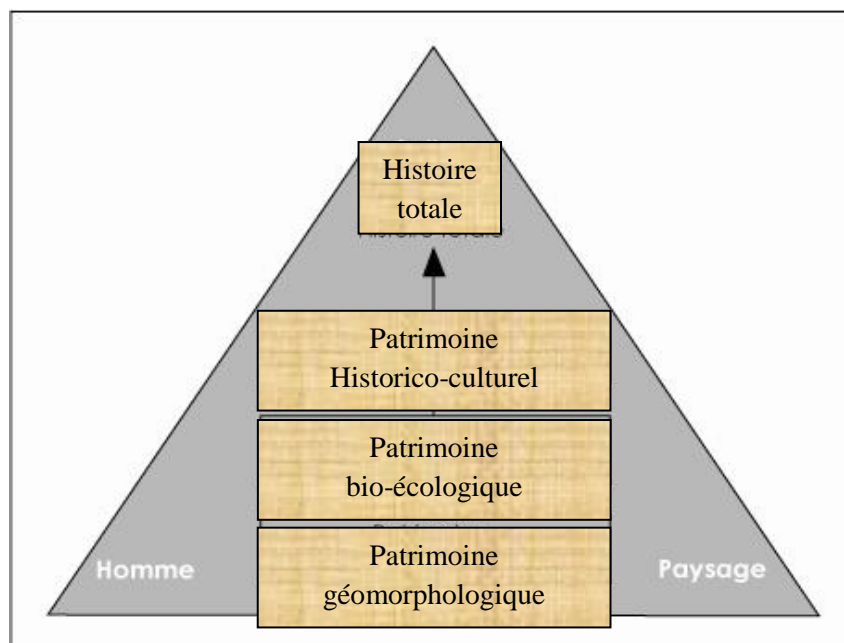 Histoire
totale
Patrimoine
Historico-culturel
Patrimoine
bio-écologique
Patrimoine
géomorphologique
Homme
Paysage